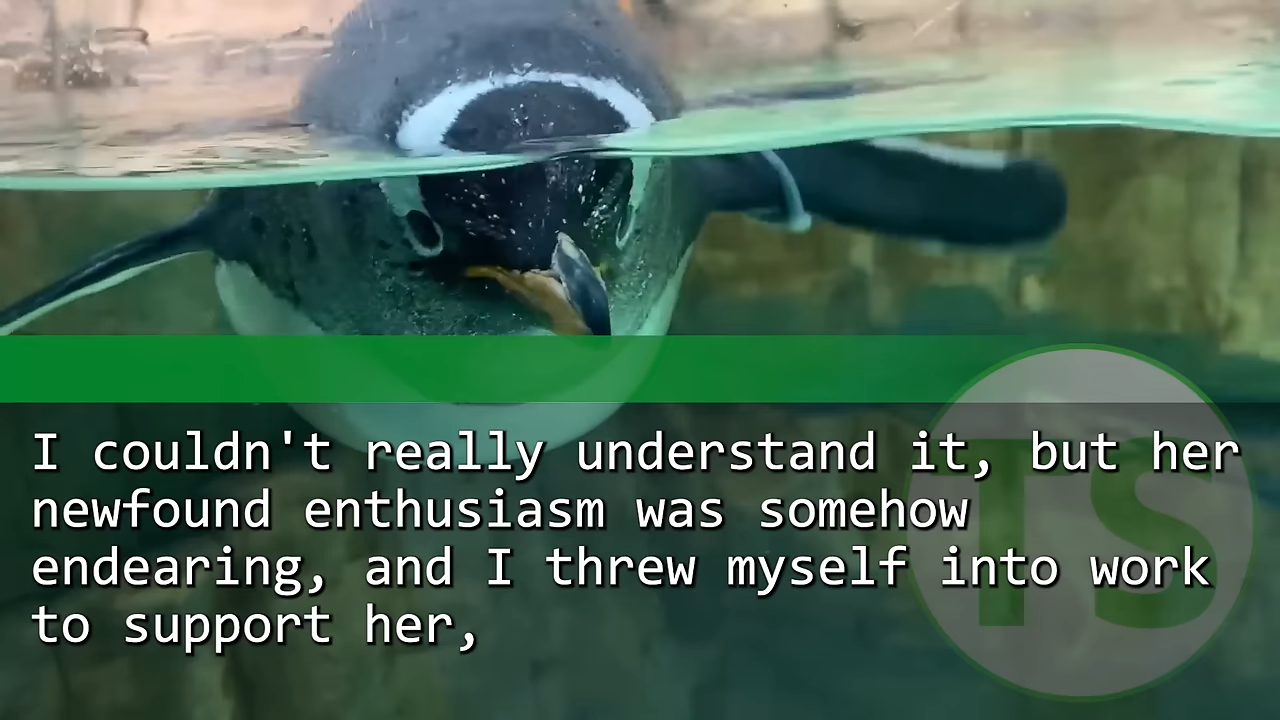 I couldn't really understand it, but her
newfound enthusiasm was somehow
endearing, and I threw myself into work
to support her,
TS